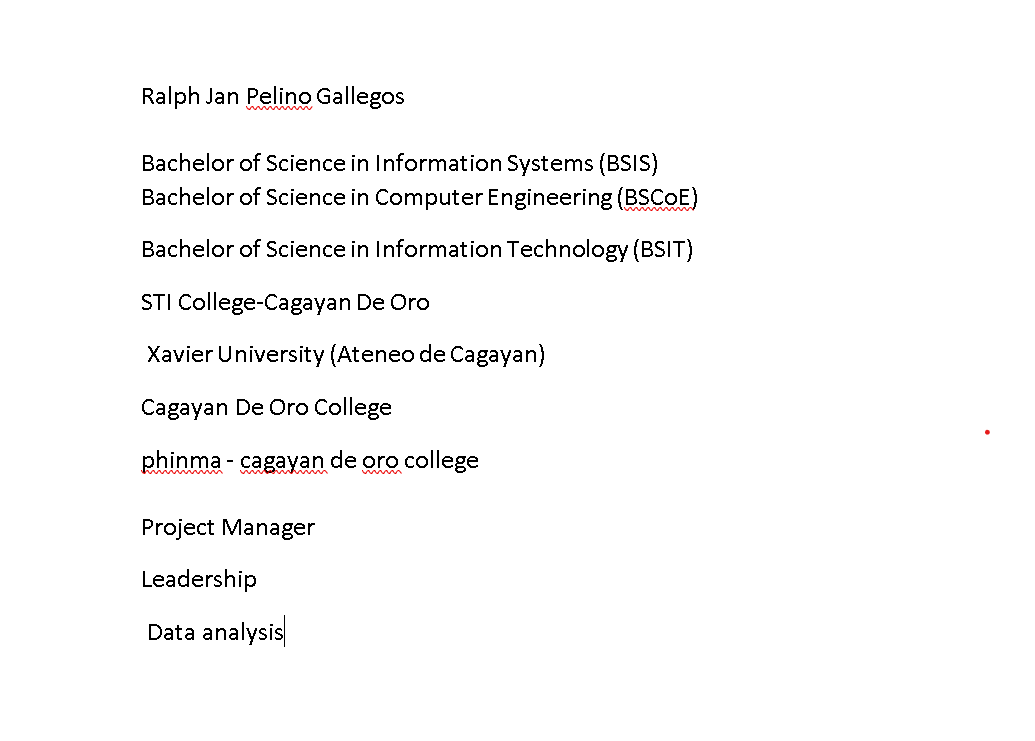 Ralph Jan Pelino Gallegos
Bachelor of Science in Information Systems (BSIS)
Bachelor of Science in Computer Engineering (BSCoE)
Bachelor of Science in Information Technology (BSIT)
STI College-Cagayan De Oro
Xavier University (Ateneo de Cagayan)
Cagayan De Oro College
phinma - cagayan de oro college
Project Manager
Leadership
Data analysis